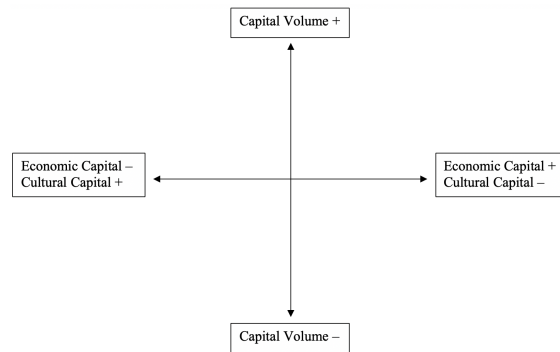 Capital Volume +
Economic Capital –
Cultural Capital +
Economic Capital +
Cultural Capital –
Capital Volume –